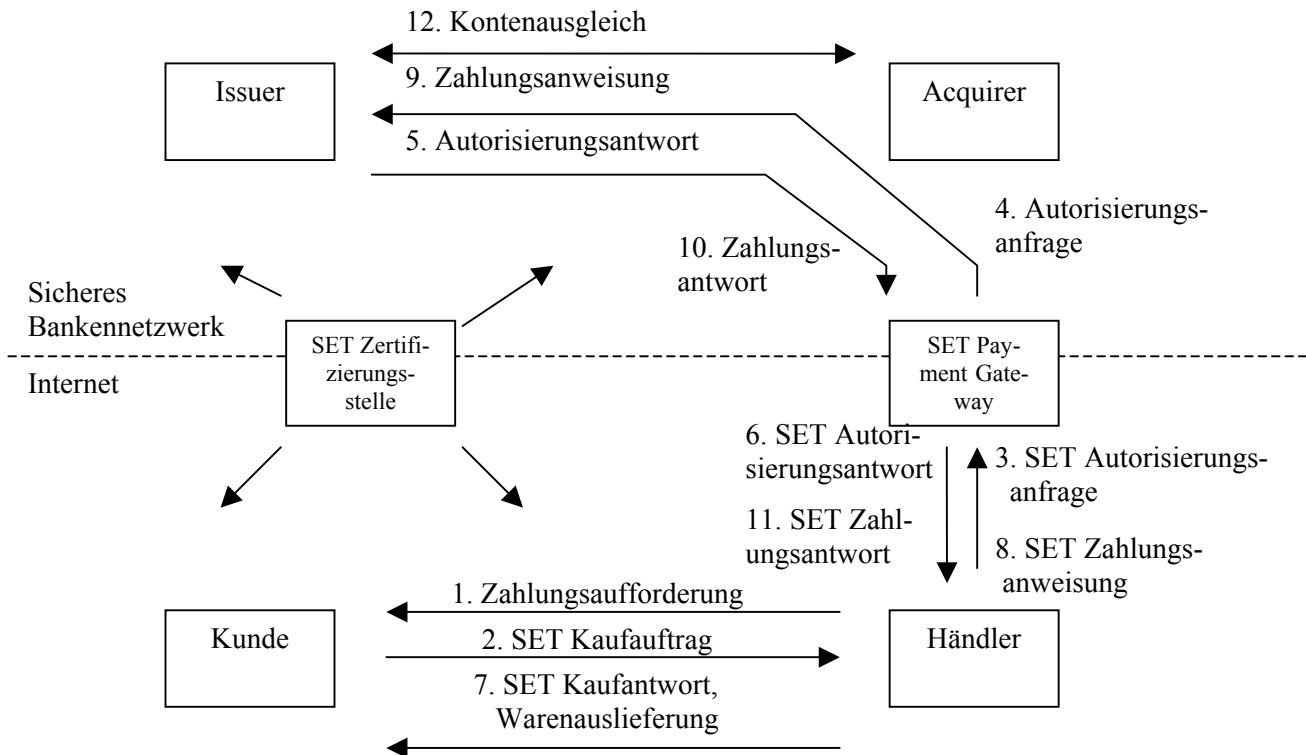 12. Kontenausgleich
Issuer
9. Zahlungsanweisung
Acquirer
5. Autorisierungsantwort
4. Autorisierungs-
anfrage
10. Zahlungs-
antwort
Sicheres
Bankennetzwerk
SET Zertifi-
zierungs-
stelle
SET Pay-
ment Gate-
way
Internet
6. SET Autori-
sierungsantwort
3. SET Autorisierungs-
anfrage
11. SET Zahl-
ungsantwort
8. SET Zahlungs-
anweisung
1. Zahlungsaufforderung
Kunde
2. SET Kaufauftrag
Händler
7. SET Kaufantwort,
Warenauslieferung